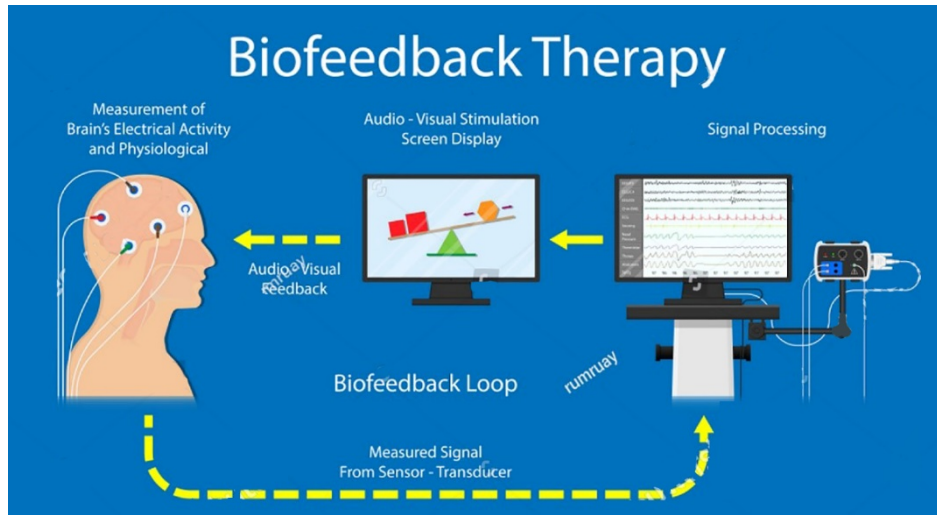 Biofeedback Therapy
Measurement of
Brain's Electrical Activity
and Physiological
Audio - Visual Stimulation
Screen Display
Signal Processing
Audio - Visual
Feedback
Biofeedback Loop
rumruay
Measured Signal
From Sensor - Transducer